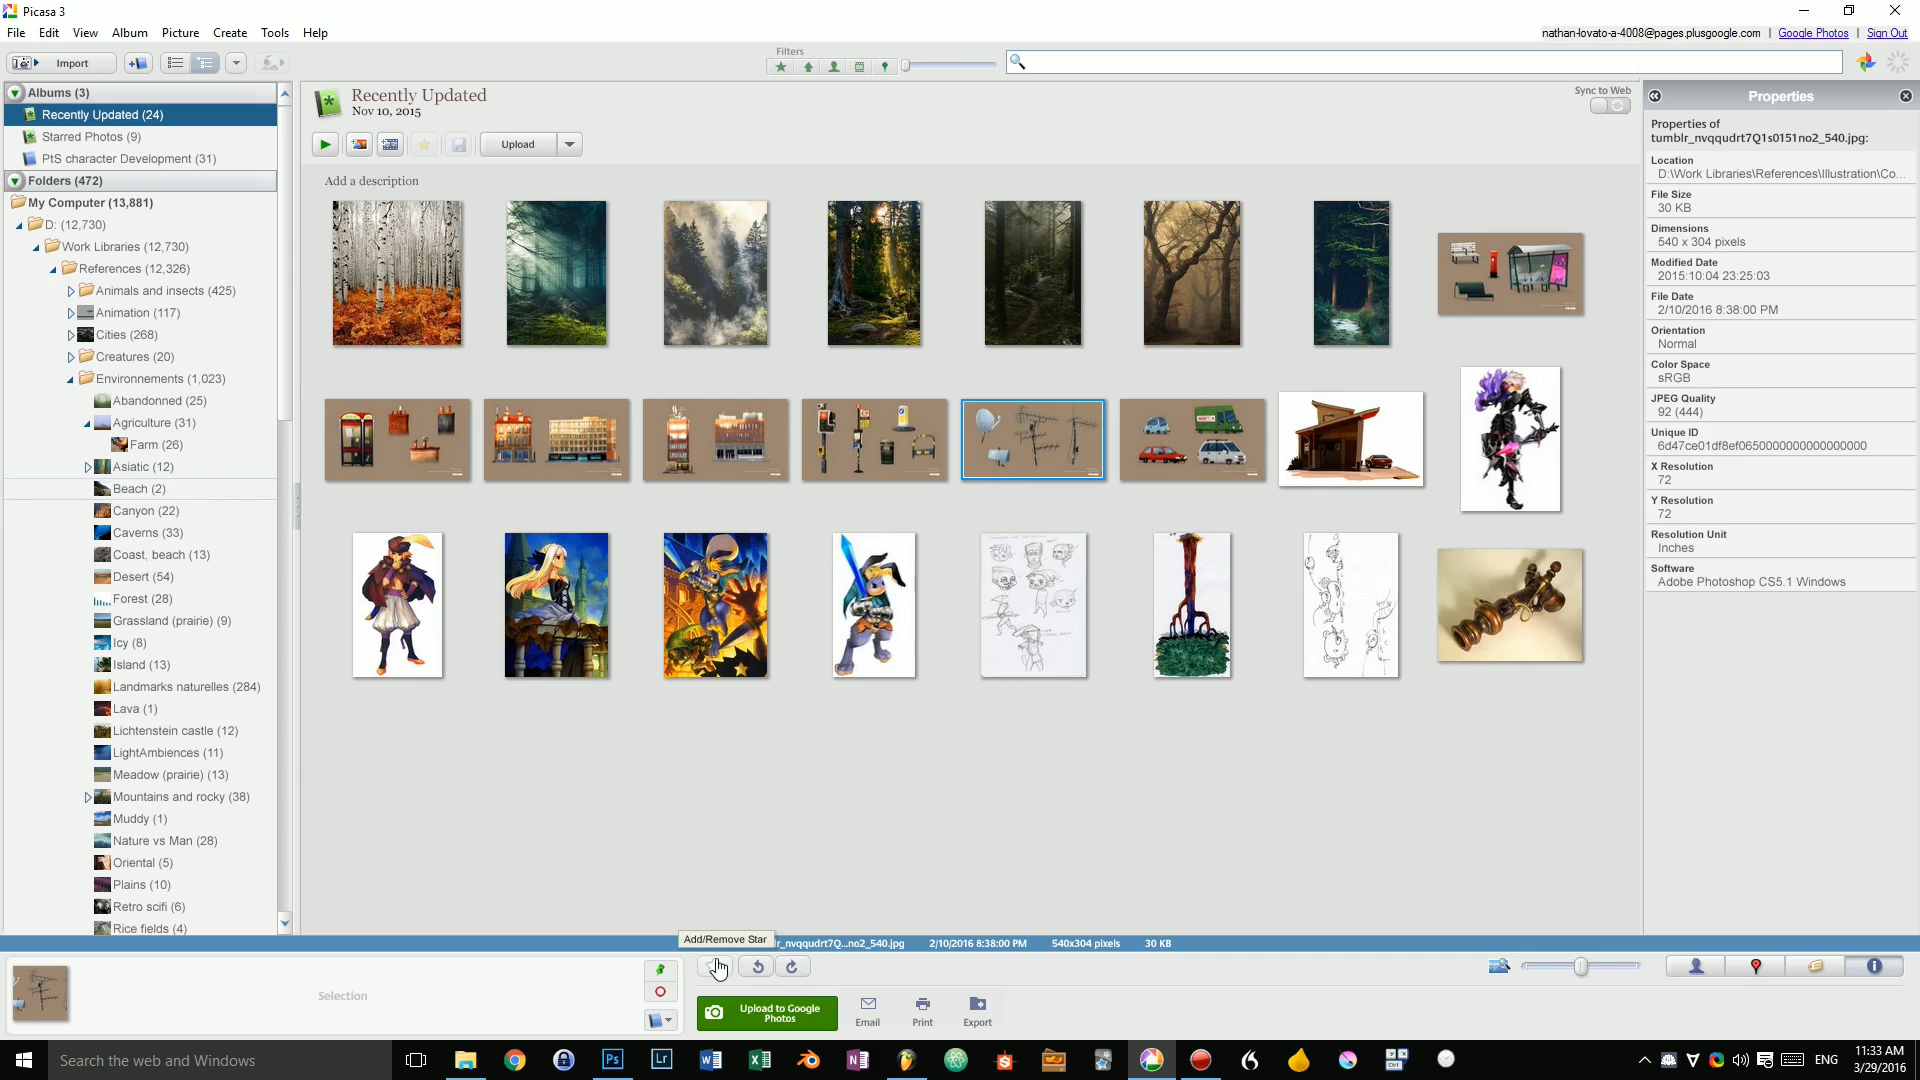 Picasa 3
File Edit View Album Picture Create Tools Help
nathan-lovato-a-4008@pages.plusgoogle.com | Google Photos | Sign Out
Import
Filters
Albums (3)
Recently Updated (24)
Starred Photos (9)
PtS character Development (31)
Folders (472)
My Computer (13,881)
D: (12,730)
Work Libraries (12,730)
References (12,326)
Animals and insects (425)
Animation (117)
Cities (268)
Creatures (20)
Environnements (1,023)
Abandonned (25)
Agriculture (31)
Farm (26)
Asiatic (12)
Beach (2)
Canyon (22)
Caverns (33)
Coast, beach (13)
Desert (54)
Forest (28)
Grassland (prairie) (9)
Icy (8)
Island (13)
Landmarks naturelles (284)
Lava (1)
Lichtenstein castle (12)
LightAmbiences (11)
Meadow (prairie) (13)
Mountains and rocky (38)
Muddy (1)
Nature vs Man (28)
Oriental (5)
Plains (10)
Retro scifi (6)
Rice fields (4)
Recently Updated
Nov 10, 2015
Sync to Web
Upload
Add a description
Properties
Properties of
tumblr_nvqqudrt7Q1s0151no2_540.jpg:
Location
D:\Work Libraries\References\Illustration\Co...
File Size
30 KB
Dimensions
540 x 304 pixels
Modified Date
2015:10:04 23:25:03
File Date
2/10/2016 8:38:00 PM
Orientation
Normal
Color Space
sRGB
JPEG Quality
92 (444)
Unique ID
6d47ce01df8ef0650000000000000000
X Resolution
72
Y Resolution
72
Resolution Unit
Inches
Software
Adobe Photoshop CS5.1 Windows
Add/Remove Star
lr_nvqqudrt7Q...no2_540.jpg 2/10/2016 8:38:00 PM 540x304 pixels 30 KB
Selection
Upload to Google
Photos
Email
Print
Export
Search the web and Windows
Ps
Lr
ENG
11:33 AM
3/29/2016